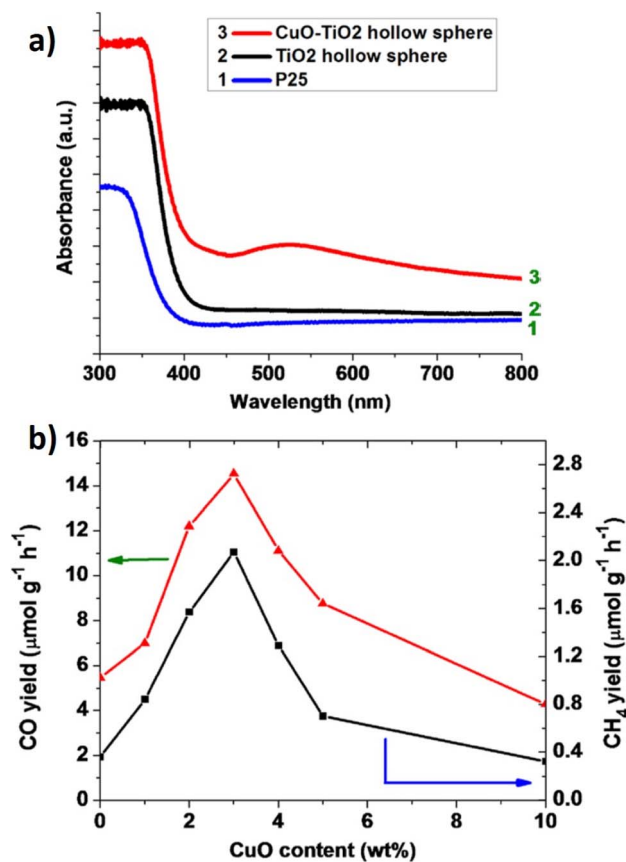 a)
3 CuO-TiO2 hollow sphere
2 TiO2 hollow sphere
1 P25
Absorbance (a.u.)
3
2
1
300 400 500 600 700 800
Wavelength (nm)
b)
16
14
12
10
8
6
4
2
0
CO yield (μmol g⁻¹ h⁻¹)
2.8
2.4
2.0
1.6
1.2
0.8
0.4
0.0
CH₄ yield (μmol g⁻¹ h⁻¹)
0 2 4 6 8 10
CuO content (wt%)